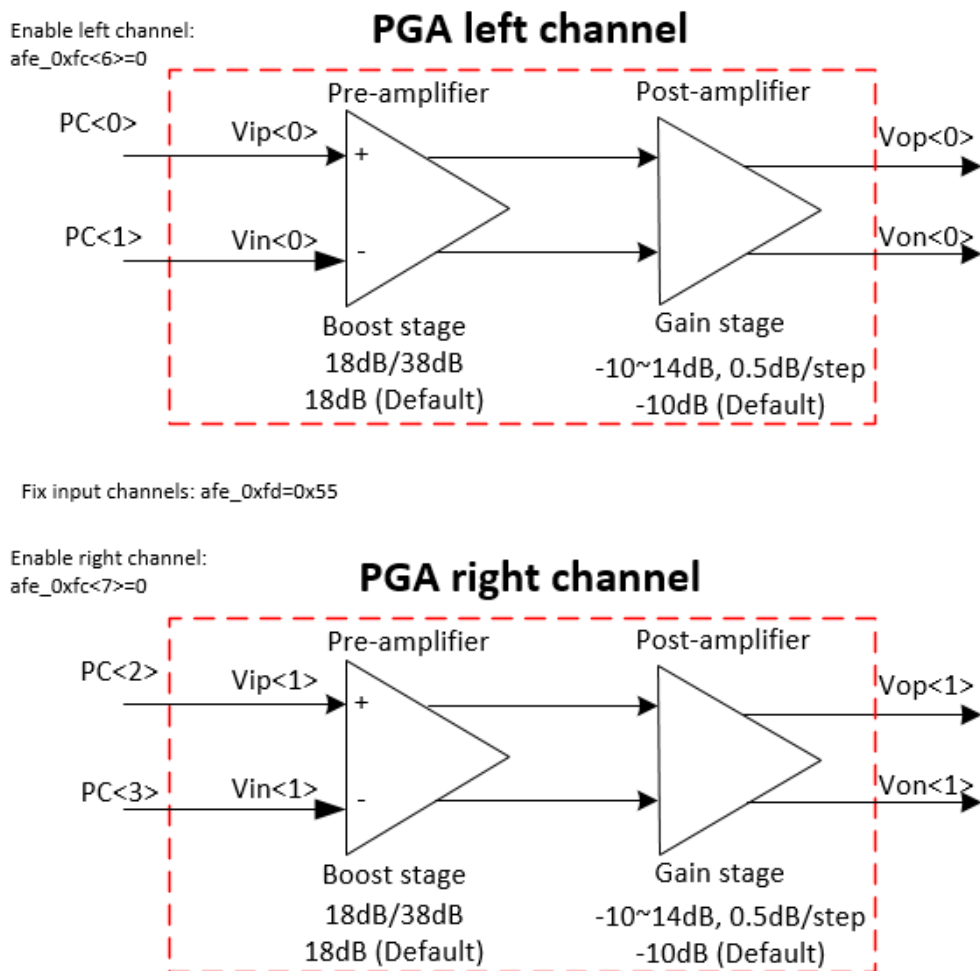 Enable left channel:
afe_0xfc<6>=0
PGA left channel
Pre-amplifier
Post-amplifier
PC<0>
Vip<0>
+
Vop<0>
PC<1>
Vin<0>
-
Von<0>
Boost stage
18dB/38dB
18dB (Default)
Gain stage
-10~14dB, 0.5dB/step
-10dB (Default)
Fix input channels: afe_0xfd=0x55
Enable right channel:
afe_0xfc<7>=0
PGA right channel
Pre-amplifier
Post-amplifier
PC<2>
Vip<1>
+
Vop<1>
PC<3>
Vin<1>
-
Von<1>
Boost stage
18dB/38dB
18dB (Default)
Gain stage
-10~14dB, 0.5dB/step
-10dB (Default)